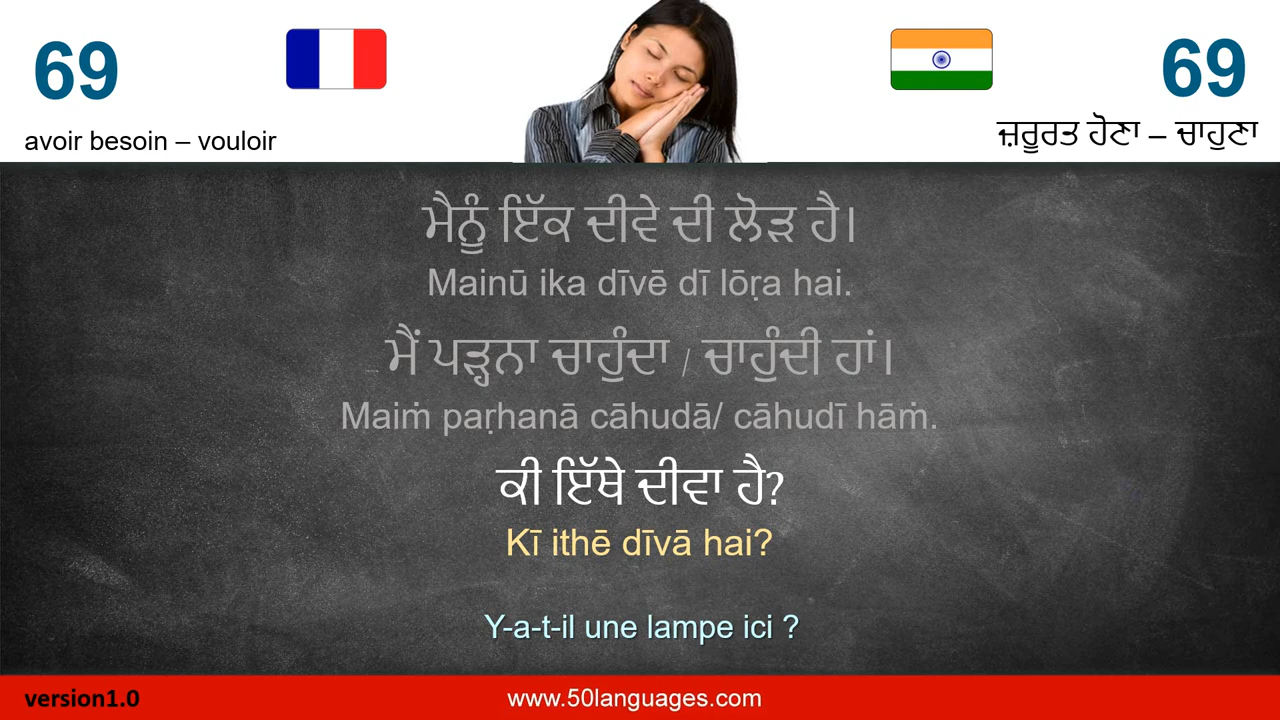 69
69
avoir besoin – vouloir
ਜ਼ਰੂਰਤ ਹੋਣਾ – ਚਾਹੁਣਾ
ਮੈਨੂੰ ਇੱਕ ਦੀਵੇ ਦੀ ਲੋੜ ਹੈ।
Mainū ika dīvē dī lōṛa hai.
ਮੈਂ ਪੜ੍ਹਨਾ ਚਾਹੁੰਦਾ / ਚਾਹੁੰਦੀ ਹਾਂ।
Maiṁ paṛhanā cāhudā/ cāhudī hāṁ.
ਕੀ ਇੱਥੇ ਦੀਵਾ ਹੈ?
Kī ithē dīvā hai?
Y-a-t-il une lampe ici ?
version1.0
www.50languages.com